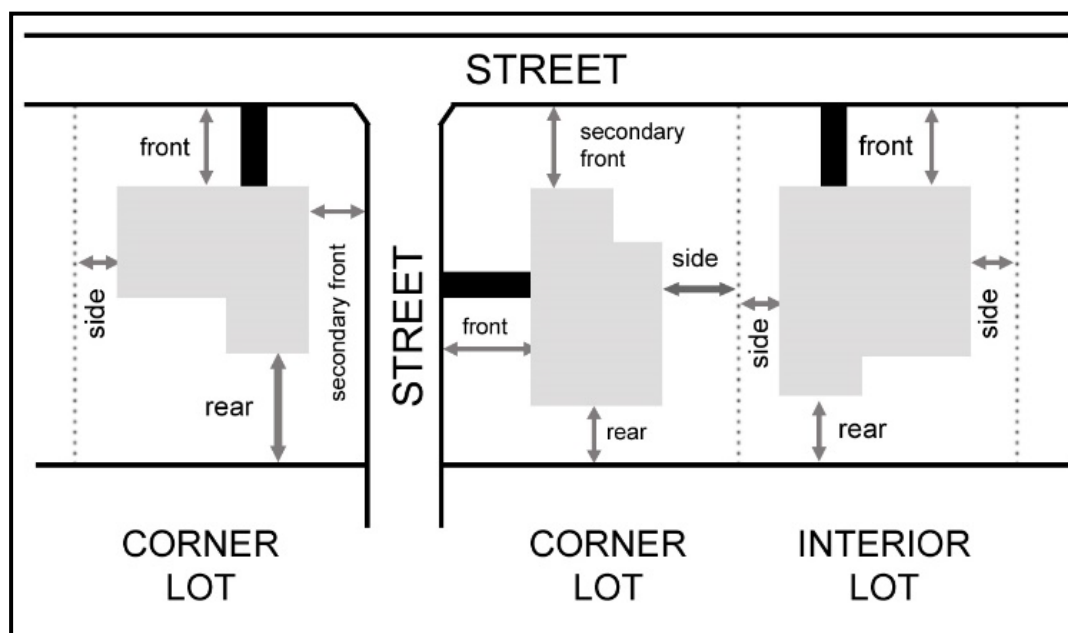 STREET
front
secondary
front
front
side
secondary front
STREET
side
front
side
side
rear
rear
rear
CORNER
LOT
CORNER
LOT
INTERIOR
LOT